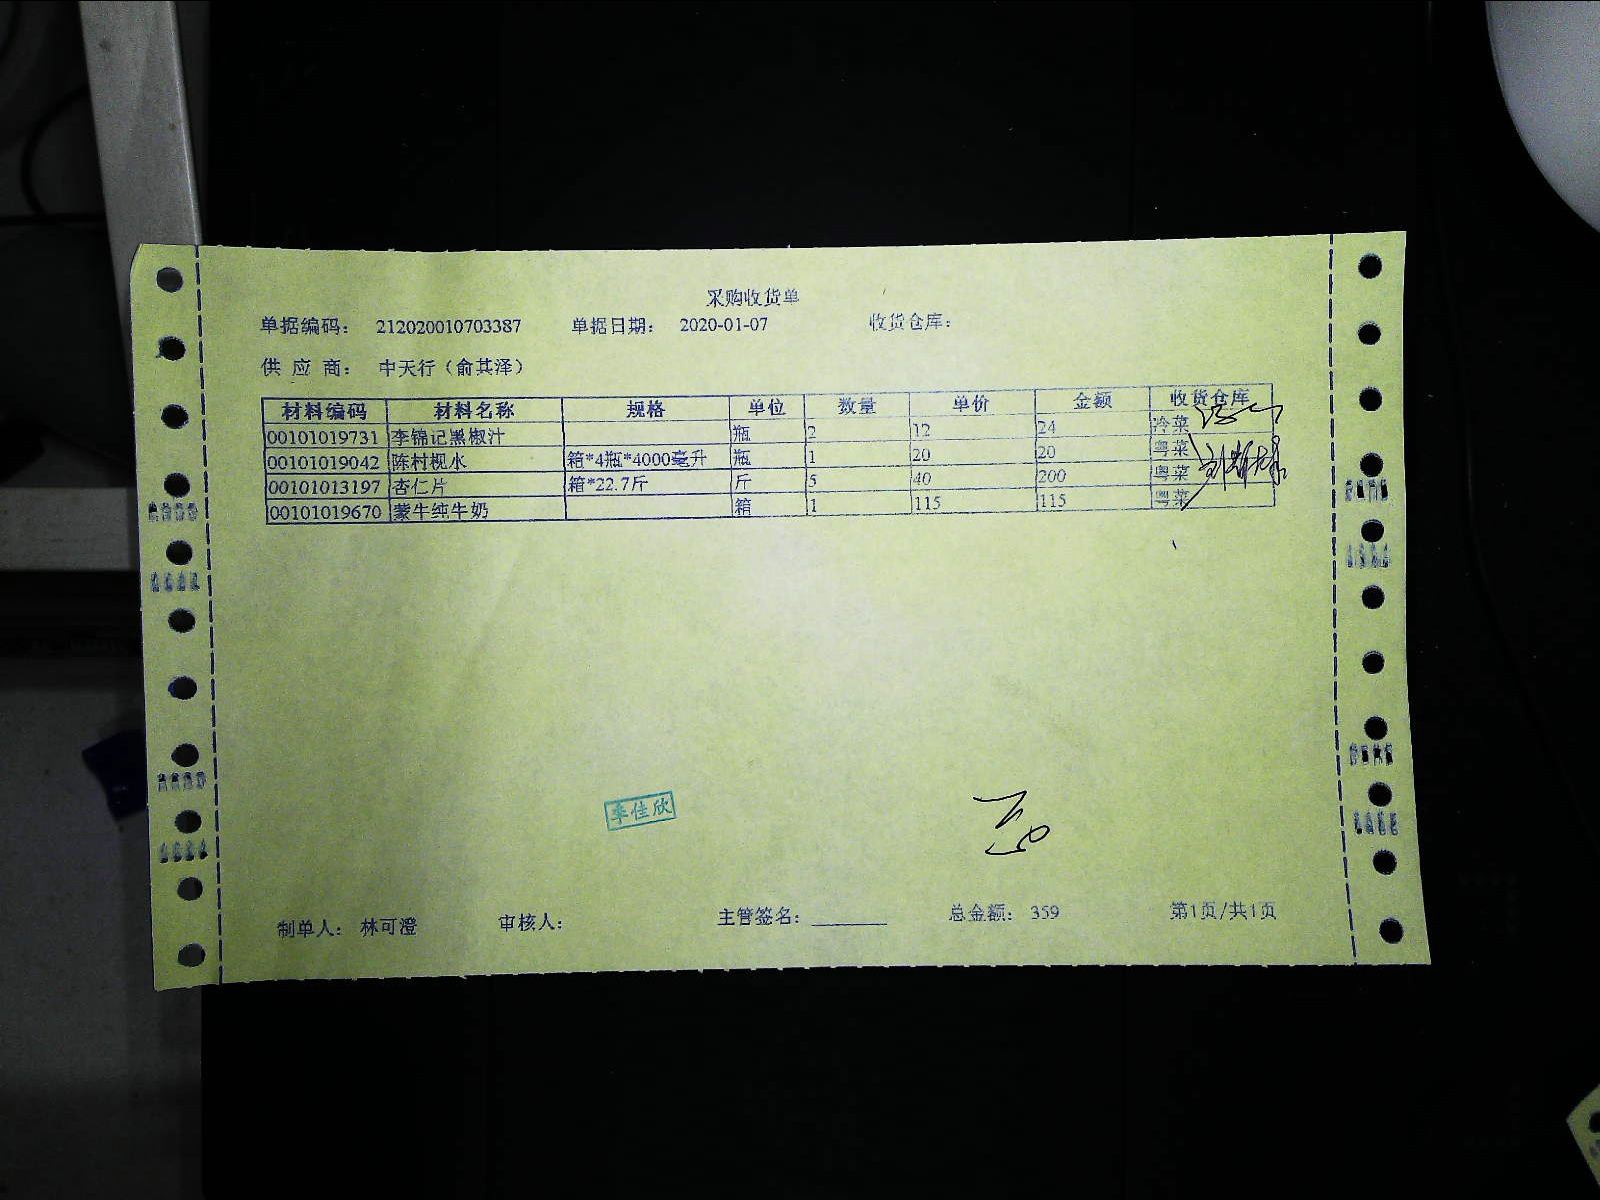 采购收货单
单据编码： 212020010703387 单据日期： 2020-01-07 收货仓库：
供 应 商： 中天行（俞其泽）
材料编码 材料名称 规格 单位 数量 单价 金额 收货仓库
00101019731 李锦记黑椒汁 瓶 2 12 24 冷菜
00101019042 陈村枧水 箱*4瓶*4000毫升 瓶 1 20 20 粤菜
00101013197 杏仁片 箱*22.7斤 斤 5 40 200 粤菜
00101019670 蒙牛纯牛奶 箱 1 115 115 粤菜
李佳欣
制单人： 林可澄 审核人： 主管签名： 总金额： 359 第1页/共1页